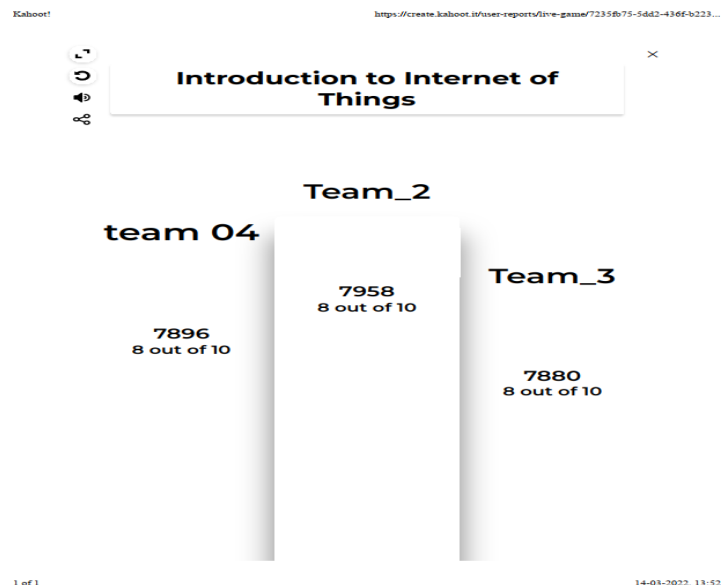 Kahoot!
https://create.kahoot.it/user-reports/live-game/7235fb75-5dd2-436f-b223...
Introduction to Internet of
Things
Team_2
team 04
Team_3
7958
8 out of 10
7896
8 out of 10
7880
8 out of 10
1 of 1
14-03-2022, 13:52